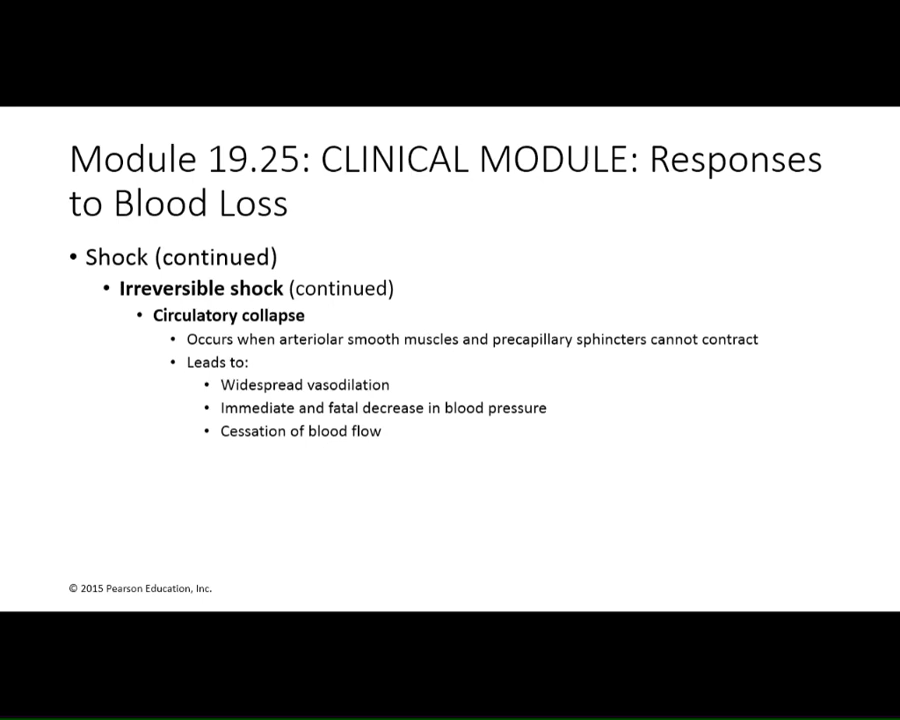 Module 19.25: CLINICAL MODULE: Responses
to Blood Loss
• Shock (continued)
• Irreversible shock (continued)
• Circulatory collapse
• Occurs when arteriolar smooth muscles and precapillary sphincters cannot contract
• Leads to:
• Widespread vasodilation
• Immediate and fatal decrease in blood pressure
• Cessation of blood flow
© 2015 Pearson Education, Inc.